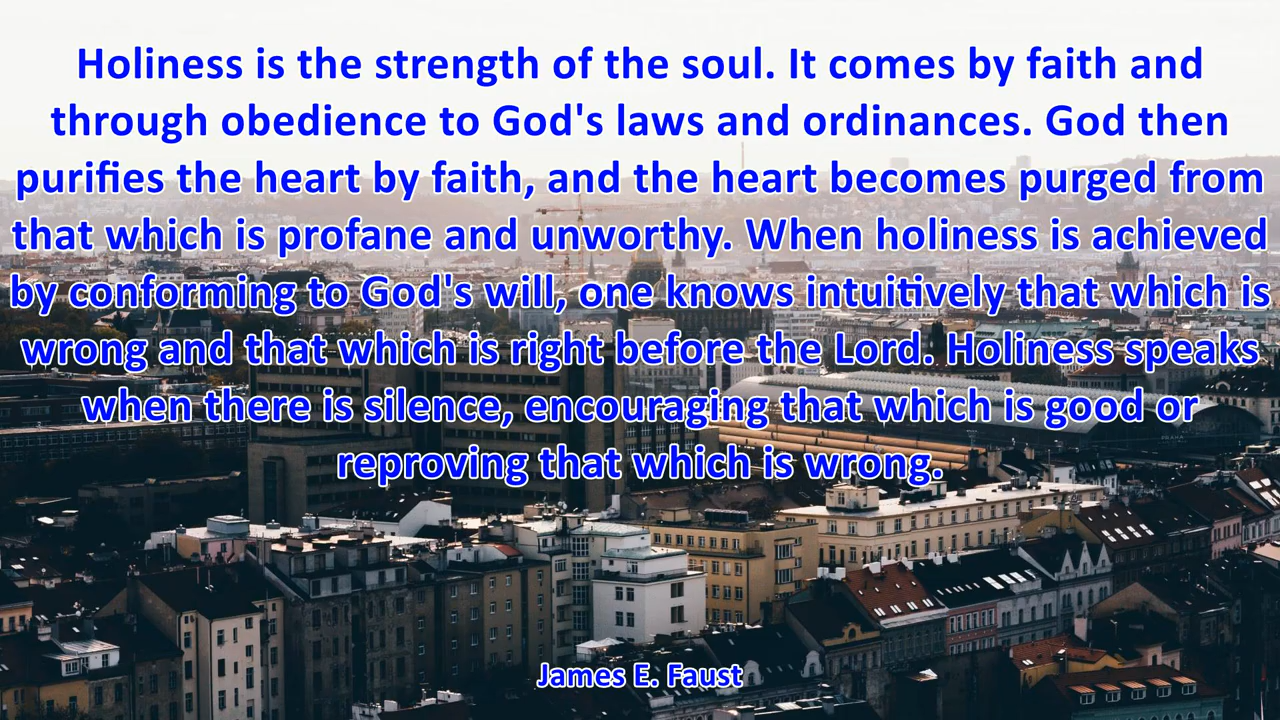 Holiness is the strength of the soul. It comes by faith and
through obedience to God's laws and ordinances. God then
purifies the heart by faith, and the heart becomes purged from
that which is profane and unworthy. When holiness is achieved
by conforming to God's will, one knows intuitively that which is
wrong and that which is right before the Lord. Holiness speaks
when there is silence, encouraging that which is good or
reproving that which is wrong.
James E. Faust